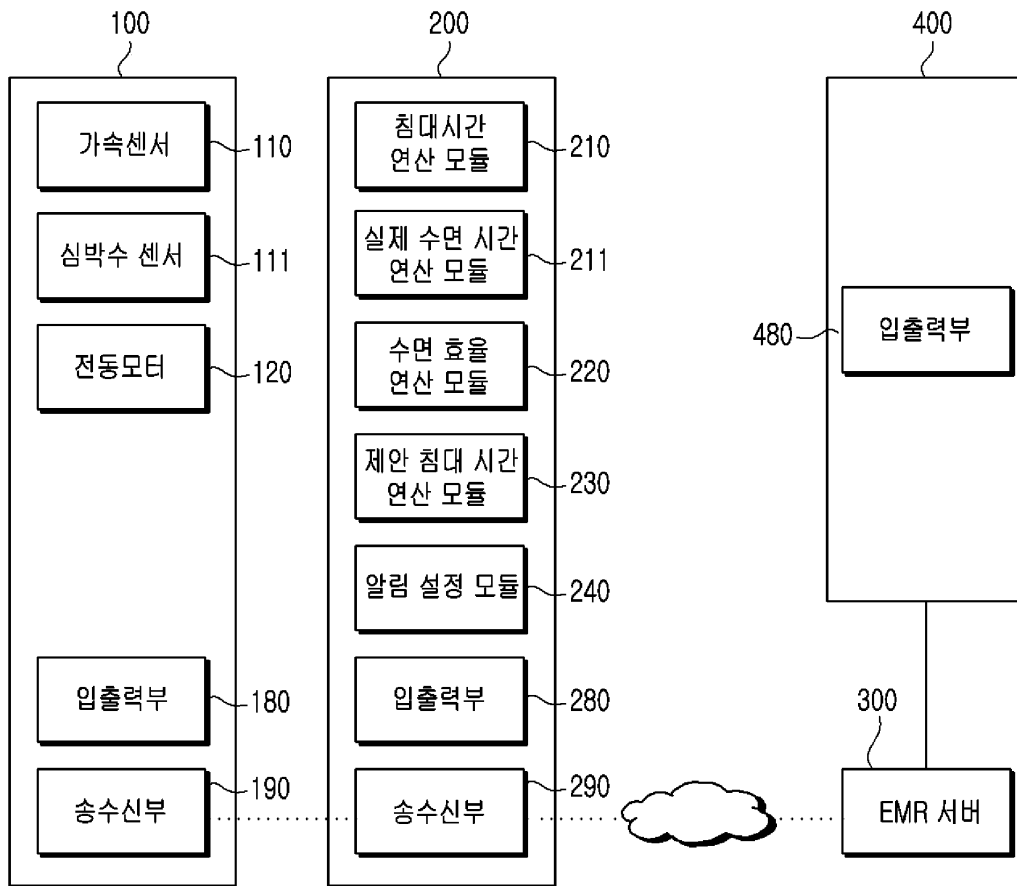 100
200
400
가속센서
110
심박수 센서
111
전동모터
120
입출력부
180
송수신부
190
침대시간
연산 모듈
210
실제 수면 시간
연산 모듈
211
수면 효율
연산 모듈
220
제안 침대 시간
연산 모듈
230
알림 설정 모듈
240
입출력부
280
송수신부
290
480
입출력부
300
EMR 서버